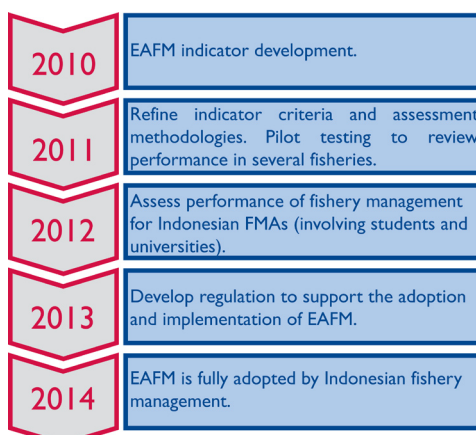 2010
EAFM indicator development.
2011
Refine indicator criteria and assessment
methodologies. Pilot testing to review
performance in several fisheries.
2012
Assess performance of fishery management
for Indonesian FMAs (involving students and
universities).
2013
Develop regulation to support the adoption
and implementation of EAFM.
2014
EAFM is fully adopted by Indonesian fishery
management.